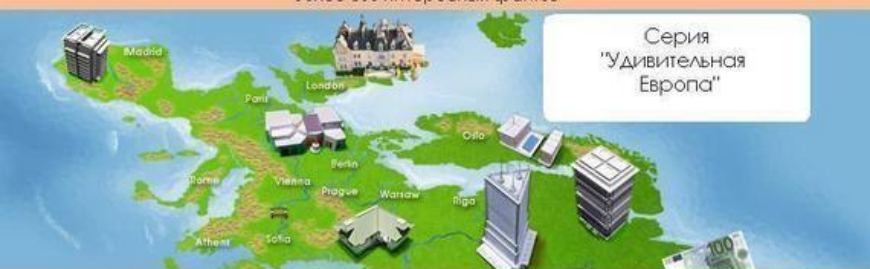 Серия
"Удивительная
Европа"
Madrid
London
Paris
Oslo
Berlin
Rome
Vienna
Prague
Warsaw
Riga
Athens
Sofia
100